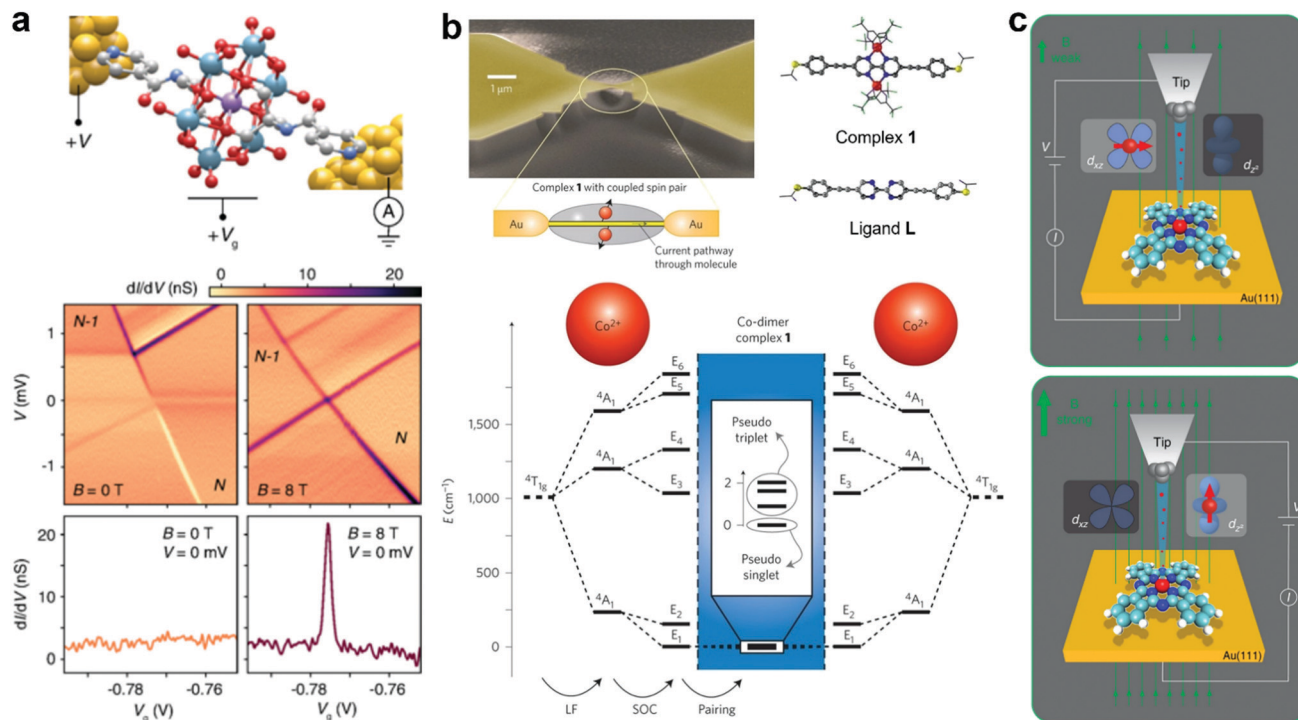 a
+V
A
+Vg
dI/dV (nS)
0
10
20
N-1
N-1
1
0
-1
V (mV)
N
N
B = 0 T
B = 8 T
B = 0 T
V = 0 mV
B = 8 T
V = 0 mV
20
10
0
dI/dV (nS)
-0.78
-0.76
-0.78
-0.76
Vg (V)
Vg (V)
b
1 μm
Complex 1 with coupled spin pair
Au
Au
Current pathway
through molecule
Complex 1
Ligand L
Co2+
Co-dimer
complex 1
Co2+
E (cm−1)
1,500
1,000
500
0
4T1g
4A1
4A1
4A1
E6
E5
E4
E3
E2
E1
Pseudo
triplet
2
0
Pseudo
singlet
E6
E5
E4
E3
E2
E1
4A1
4A1
4A1
4T1g
LF
SOC
Pairing
c
B
weak
Tip
V
dxz
dz2
I
Au(111)
B
strong
Tip
V
dxz
dz2
I
Au(111)